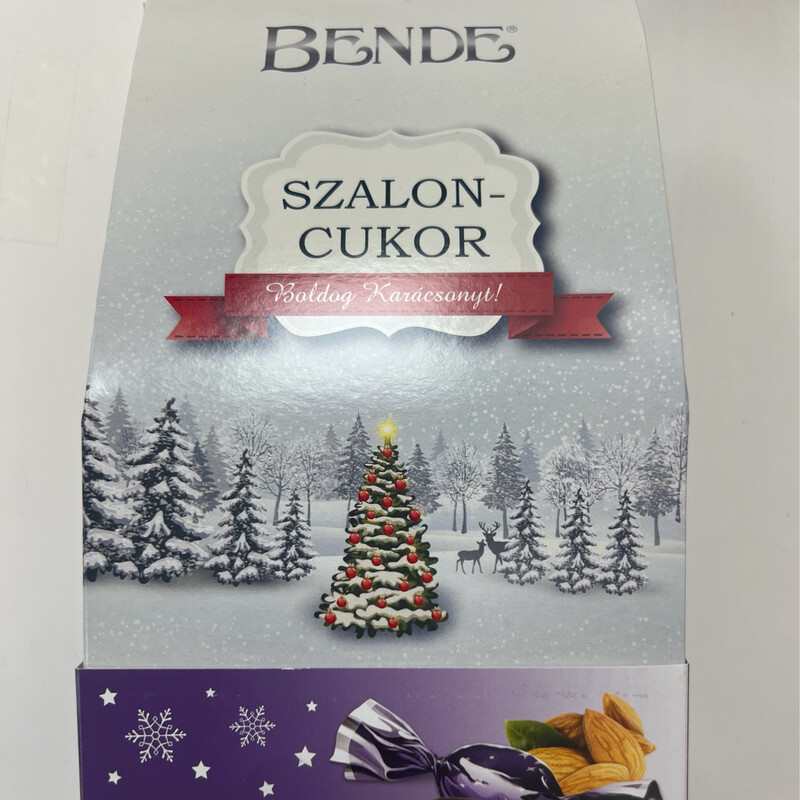 BENDE®
SZALON-
CUKOR
Boldog Karácsonyt!